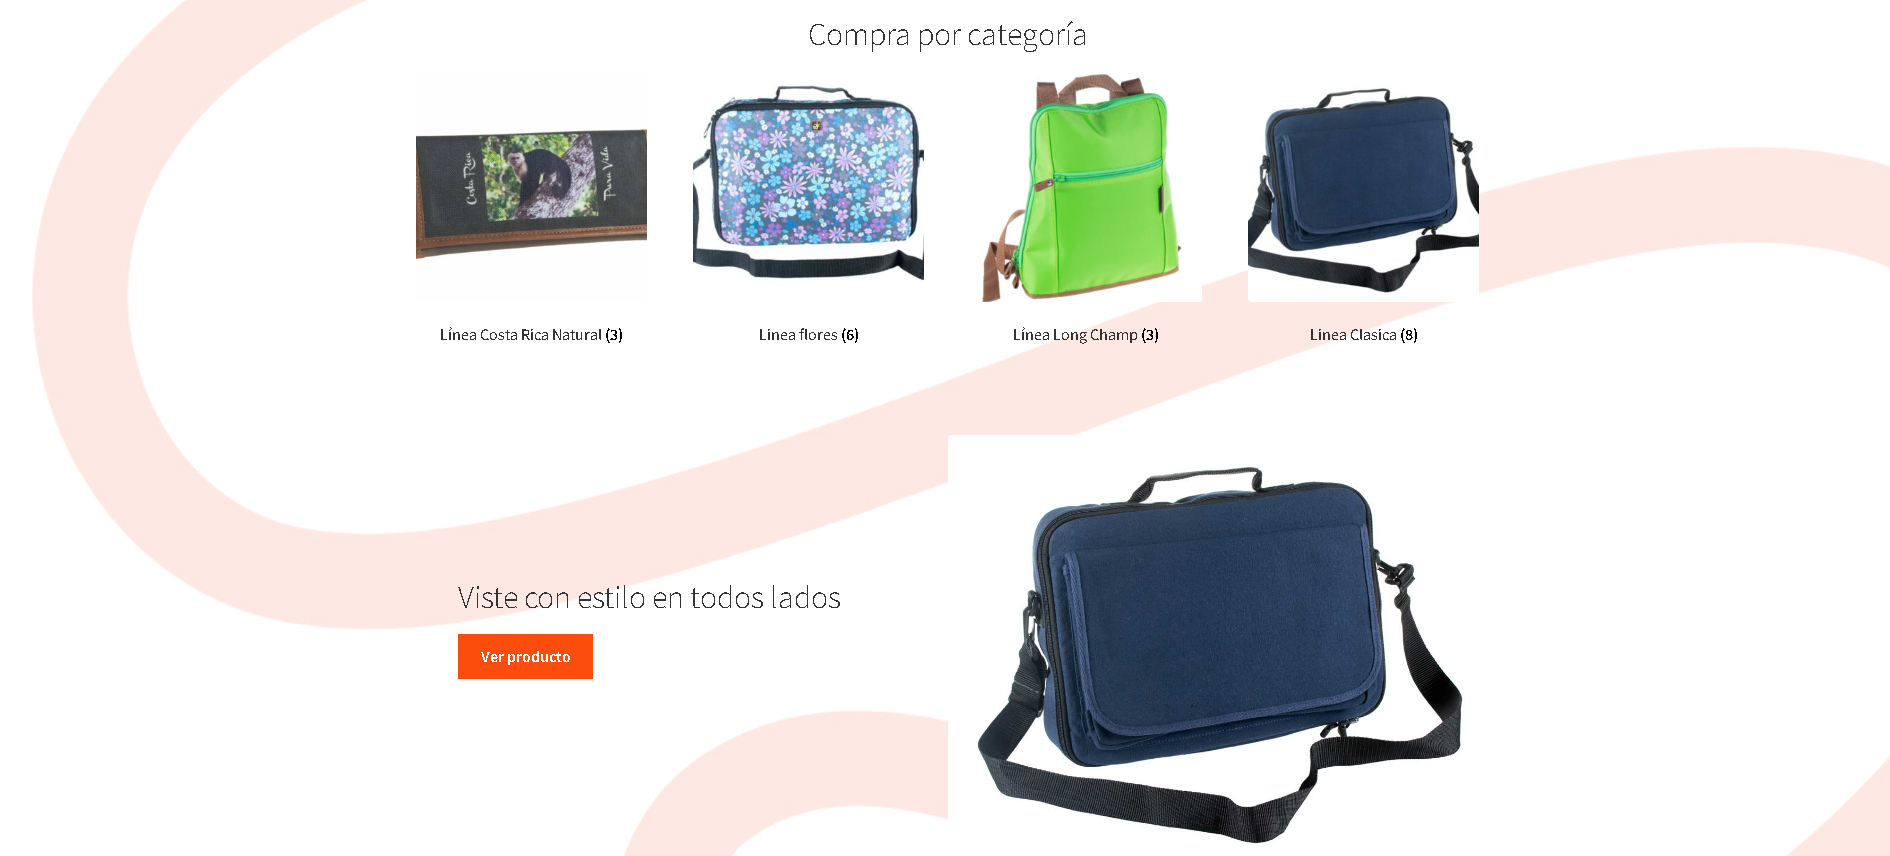 Compra por categoría
Costa Rica
Pura Vida
Línea Costa Rica Natural (3)
Linea flores (6)
Línea Long Champ (3)
Linea Clasica (8)
Viste con estilo en todos lados
Ver producto